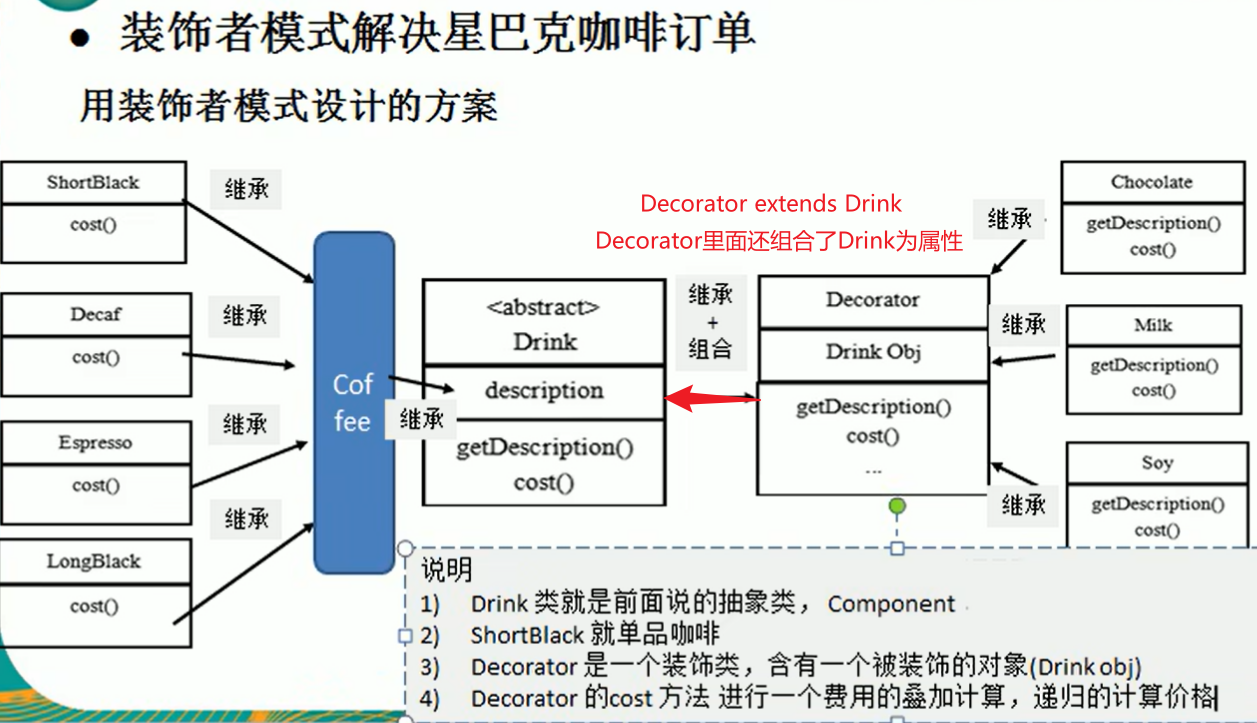 ● 装饰者模式解决星巴克咖啡订单
用装饰者模式设计的方案
ShortBlack
cost()
继承
Decaf
cost()
继承
Espresso
cost()
继承
LongBlack
cost()
继承
Cof
fee
继承
<abstract>
Drink
description
getDescription()
cost()
Decorator extends Drink
Decorator里面还组合了Drink为属性
继承
+
组合
Decorator
Drink Obj
getDescription()
cost()
...
继承
Chocolate
getDescription()
cost()
继承
Milk
getDescription()
cost()
继承
Soy
getDescription()
cost()
说明
1) Drink 类就是前面说的抽象类， Component
2) ShortBlack 就单品咖啡
3) Decorator 是一个装饰类，含有一个被装饰的对象(Drink obj)
4) Decorator 的cost 方法 进行一个费用的叠加计算，递归的计算价格